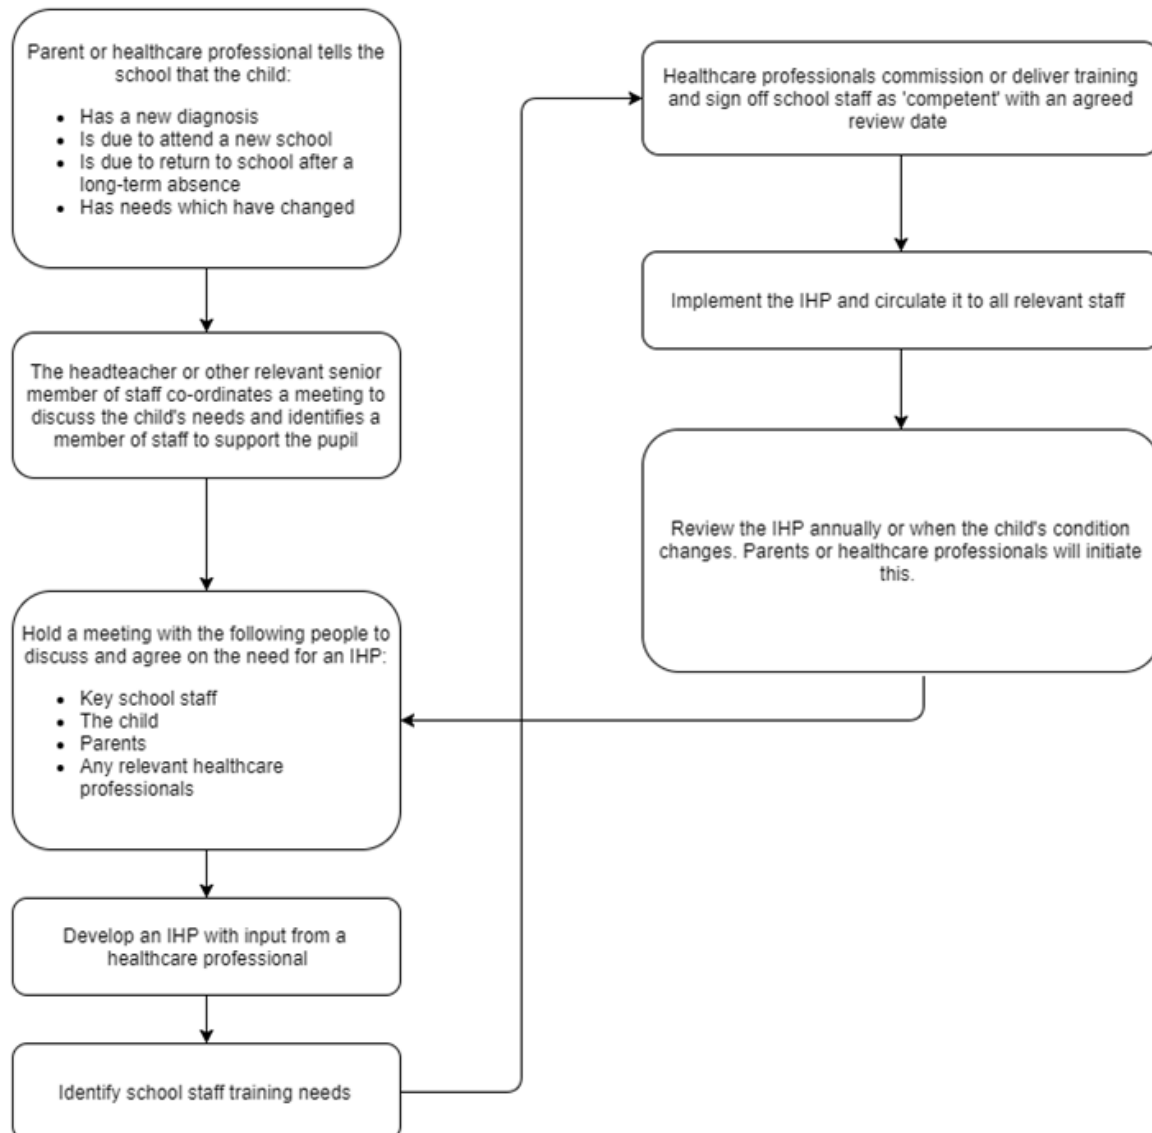 Parent or healthcare professional tells the
school that the child:
• Has a new diagnosis
• Is due to attend a new school
• Is due to return to school after a
long-term absence
• Has needs which have changed
The headteacher or other relevant senior
member of staff co-ordinates a meeting to
discuss the child's needs and identifies a
member of staff to support the pupil
Hold a meeting with the following people to
discuss and agree on the need for an IHP:
• Key school staff
• The child
• Parents
• Any relevant healthcare
professionals
Develop an IHP with input from a
healthcare professional
Identify school staff training needs
Healthcare professionals commission or deliver training
and sign off school staff as 'competent' with an agreed
review date
Implement the IHP and circulate it to all relevant staff
Review the IHP annually or when the child's condition
changes. Parents or healthcare professionals will initiate
this.